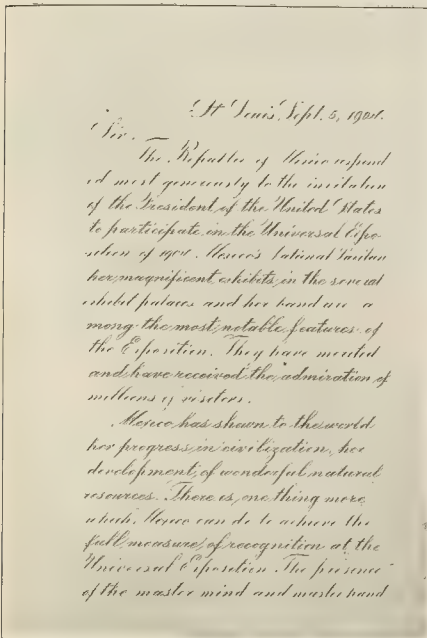 St Louis, Sept. 5, 1904.
Sir. —
The Republic of Mexico respond
ed most generously to the invitation
of the President of the United States
to participate in the Universal Expo-
sition of 1904. Mexico's National Pavilion
her magnificent exhibits in the several
exhibit palaces and her band are a
mong the most notable features of
the Exposition. They have merited
and have received the admiration of
millions of visitors.
Mexico has shown to the world
her progress in civilization, her
development of wonderful natural
resources. There is one thing more
which Mexico can do to achieve the
full measure of recognition at the
Universal Exposition. The presence
of the master mind and master hand